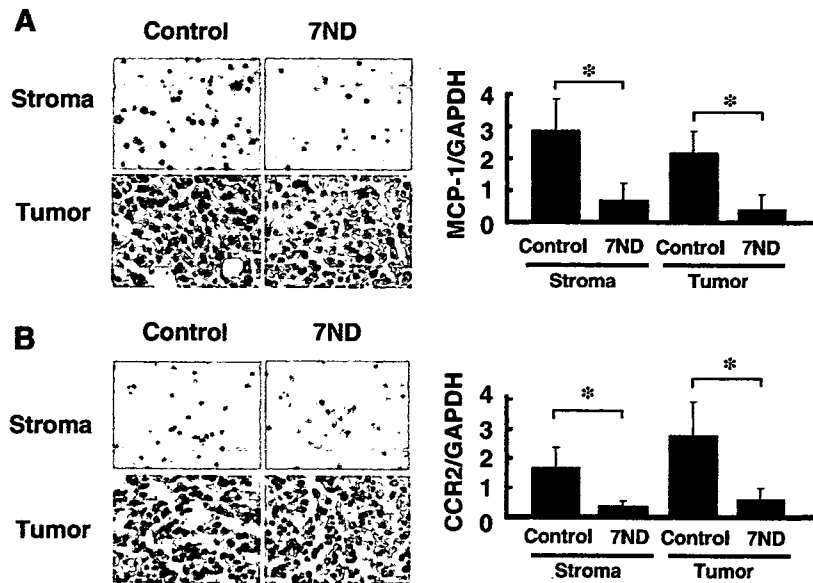 A
Control 7ND
Stroma
Tumor
MCP-1/GAPDH
4
3
2
1
0
*
*
Control 7ND Control 7ND
Stroma Tumor
B
Control 7ND
Stroma
Tumor
CCR2/GAPDH
4
3
2
1
0
*
*
Control 7ND Control 7ND
Stroma Tumor